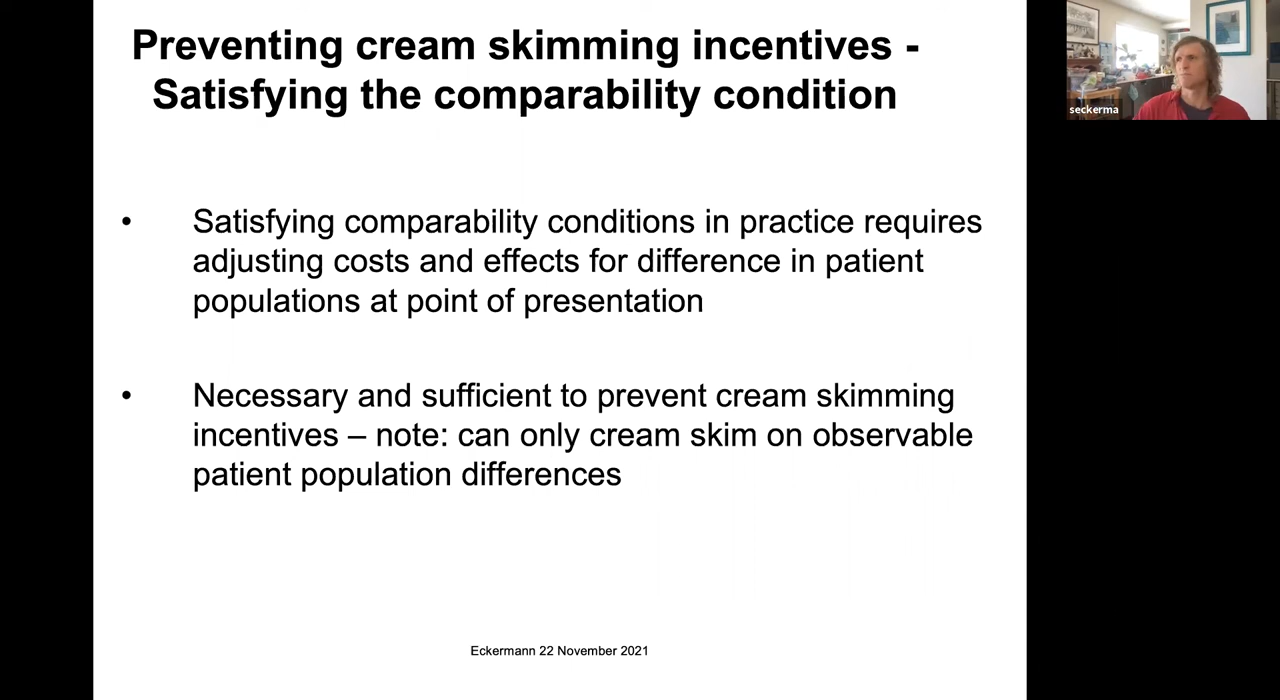 Preventing cream skimming incentives -
Satisfying the comparability condition
seckerma
• Satisfying comparability conditions in practice requires
adjusting costs and effects for difference in patient
populations at point of presentation
• Necessary and sufficient to prevent cream skimming
incentives – note: can only cream skim on observable
patient population differences
Eckermann 22 November 2021